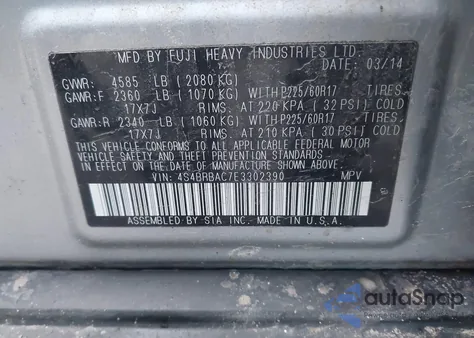 MFD BY FUJI HEAVY INDUSTRIES LTD.
DATE: 03/14
GVWR: 4585 LB (2080 KG)
GAWR:F 2360 LB (1070 KG) WITH P225/60R17 TIRES,
17X7J RIMS, AT 220 KPA (32 PSI) COLD
GAWR:R 2340 LB (1060 KG) WITH P225/60R17 TIRES,
17X7J RIMS, AT 210 KPA (30 PSI) COLD
THIS VEHICLE CONFORMS TO ALL APPLICABLE FEDERAL MOTOR
VEHICLE SAFETY AND THEFT PREVENTION STANDARDS
IN EFFECT ON THE DATE OF MANUFACTURE SHOWN ABOVE.
VIN: 4S4BRBAC7E3302390 MPV
ASSEMBLED BY SIA INC. IN U.S.A.
autoSnap